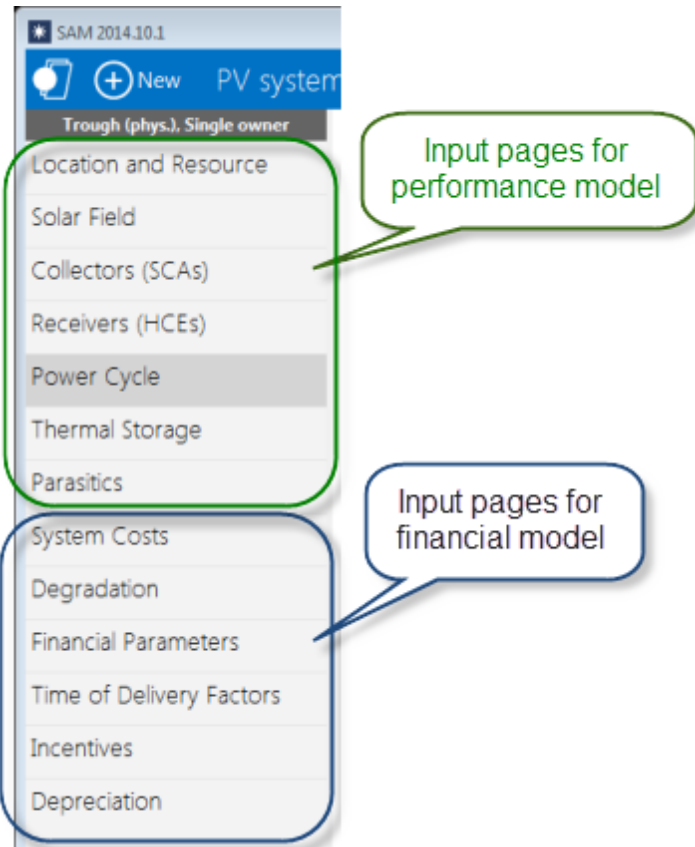 SAM 2014.10.1
New PV system
Trough (phys.), Single owner
Location and Resource
Solar Field
Collectors (SCAs)
Receivers (HCEs)
Power Cycle
Thermal Storage
Parasitics
System Costs
Degradation
Financial Parameters
Time of Delivery Factors
Incentives
Depreciation
Input pages for
performance model
Input pages for
financial model